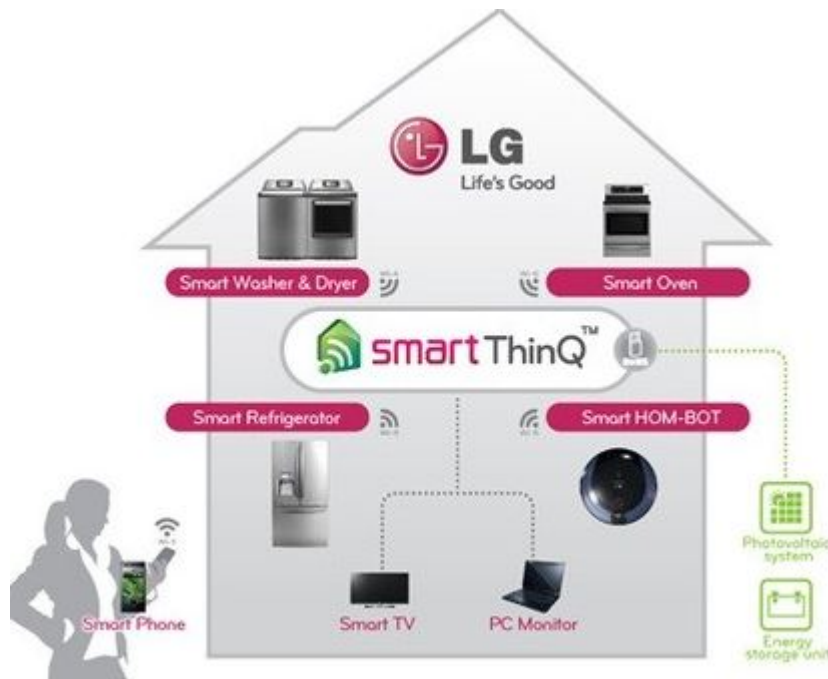 LG
Life's Good
Smart Washer & Dryer
Smart Oven
smart ThinQ™
Smart Refrigerator
Smart HOM-BOT
Photovoltaic
system
Smart Phone
Smart TV
PC Monitor
Energy
storage unit